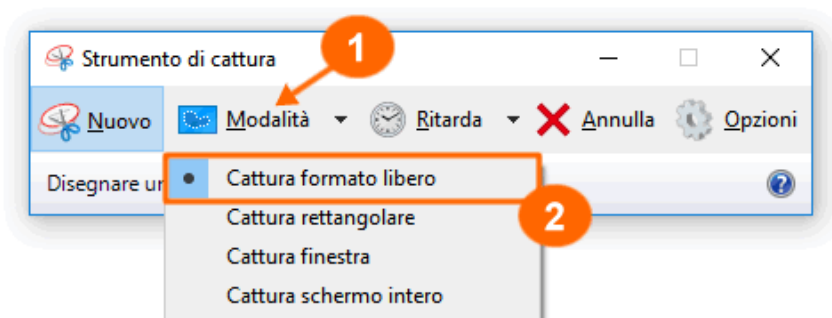 Strumento di cattura
1
Nuovo Modalità Ritarda Annulla Opzioni
Disegnare ur
Cattura formato libero
2
Cattura rettangolare
Cattura finestra
Cattura schermo intero